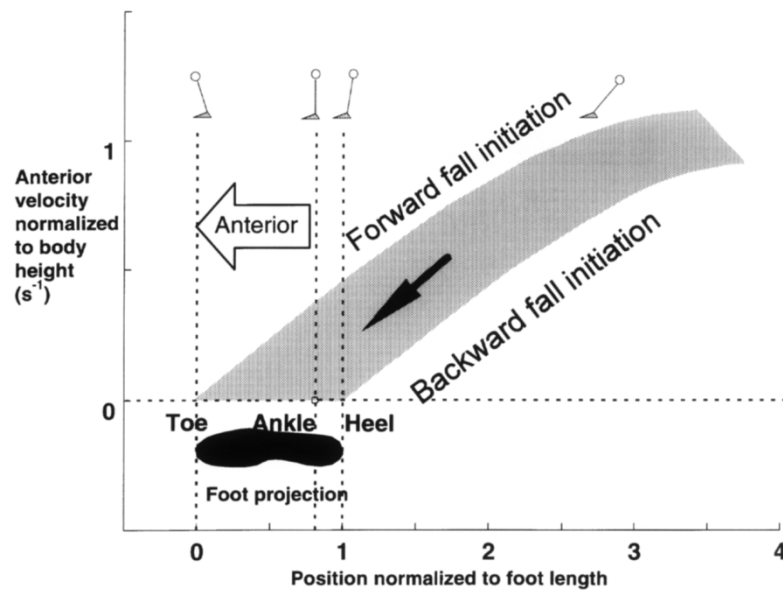 1
Anterior
velocity
normalized
to body
height
(s⁻¹)
Anterior
Forward fall initiation
Backward fall initiation
0
Toe Ankle Heel
Foot projection
0 1 2 3 4
Position normalized to foot length